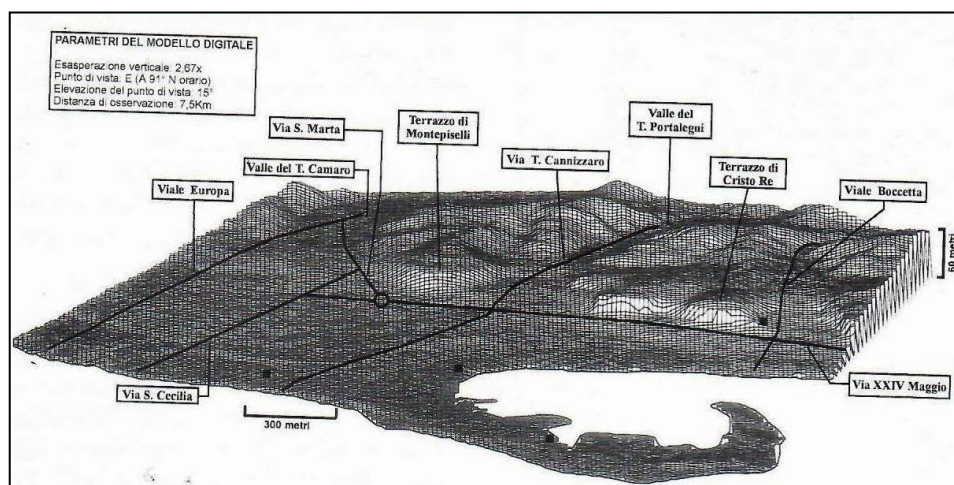 PARAMETRI DEL MODELLO DIGITALE
Esasperazione verticale: 2,67x
Punto di vista: E (A 91° N orario)
Elevazione del punto di vista: 15°
Distanza di osservazione: 7,5Km
Via S. Marta
Terrazzo di
Montepiselli
Valle del
T. Portalegni
Valle del T. Camaro
Via T. Cannizzaro
Terrazzo di
Cristo Re
Viale Europa
Viale Boccetta
60 metri
Via S. Cecilia
300 metri
Via XXIV Maggio